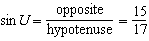 sin U = opposite / hypotenuse = 15 / 17